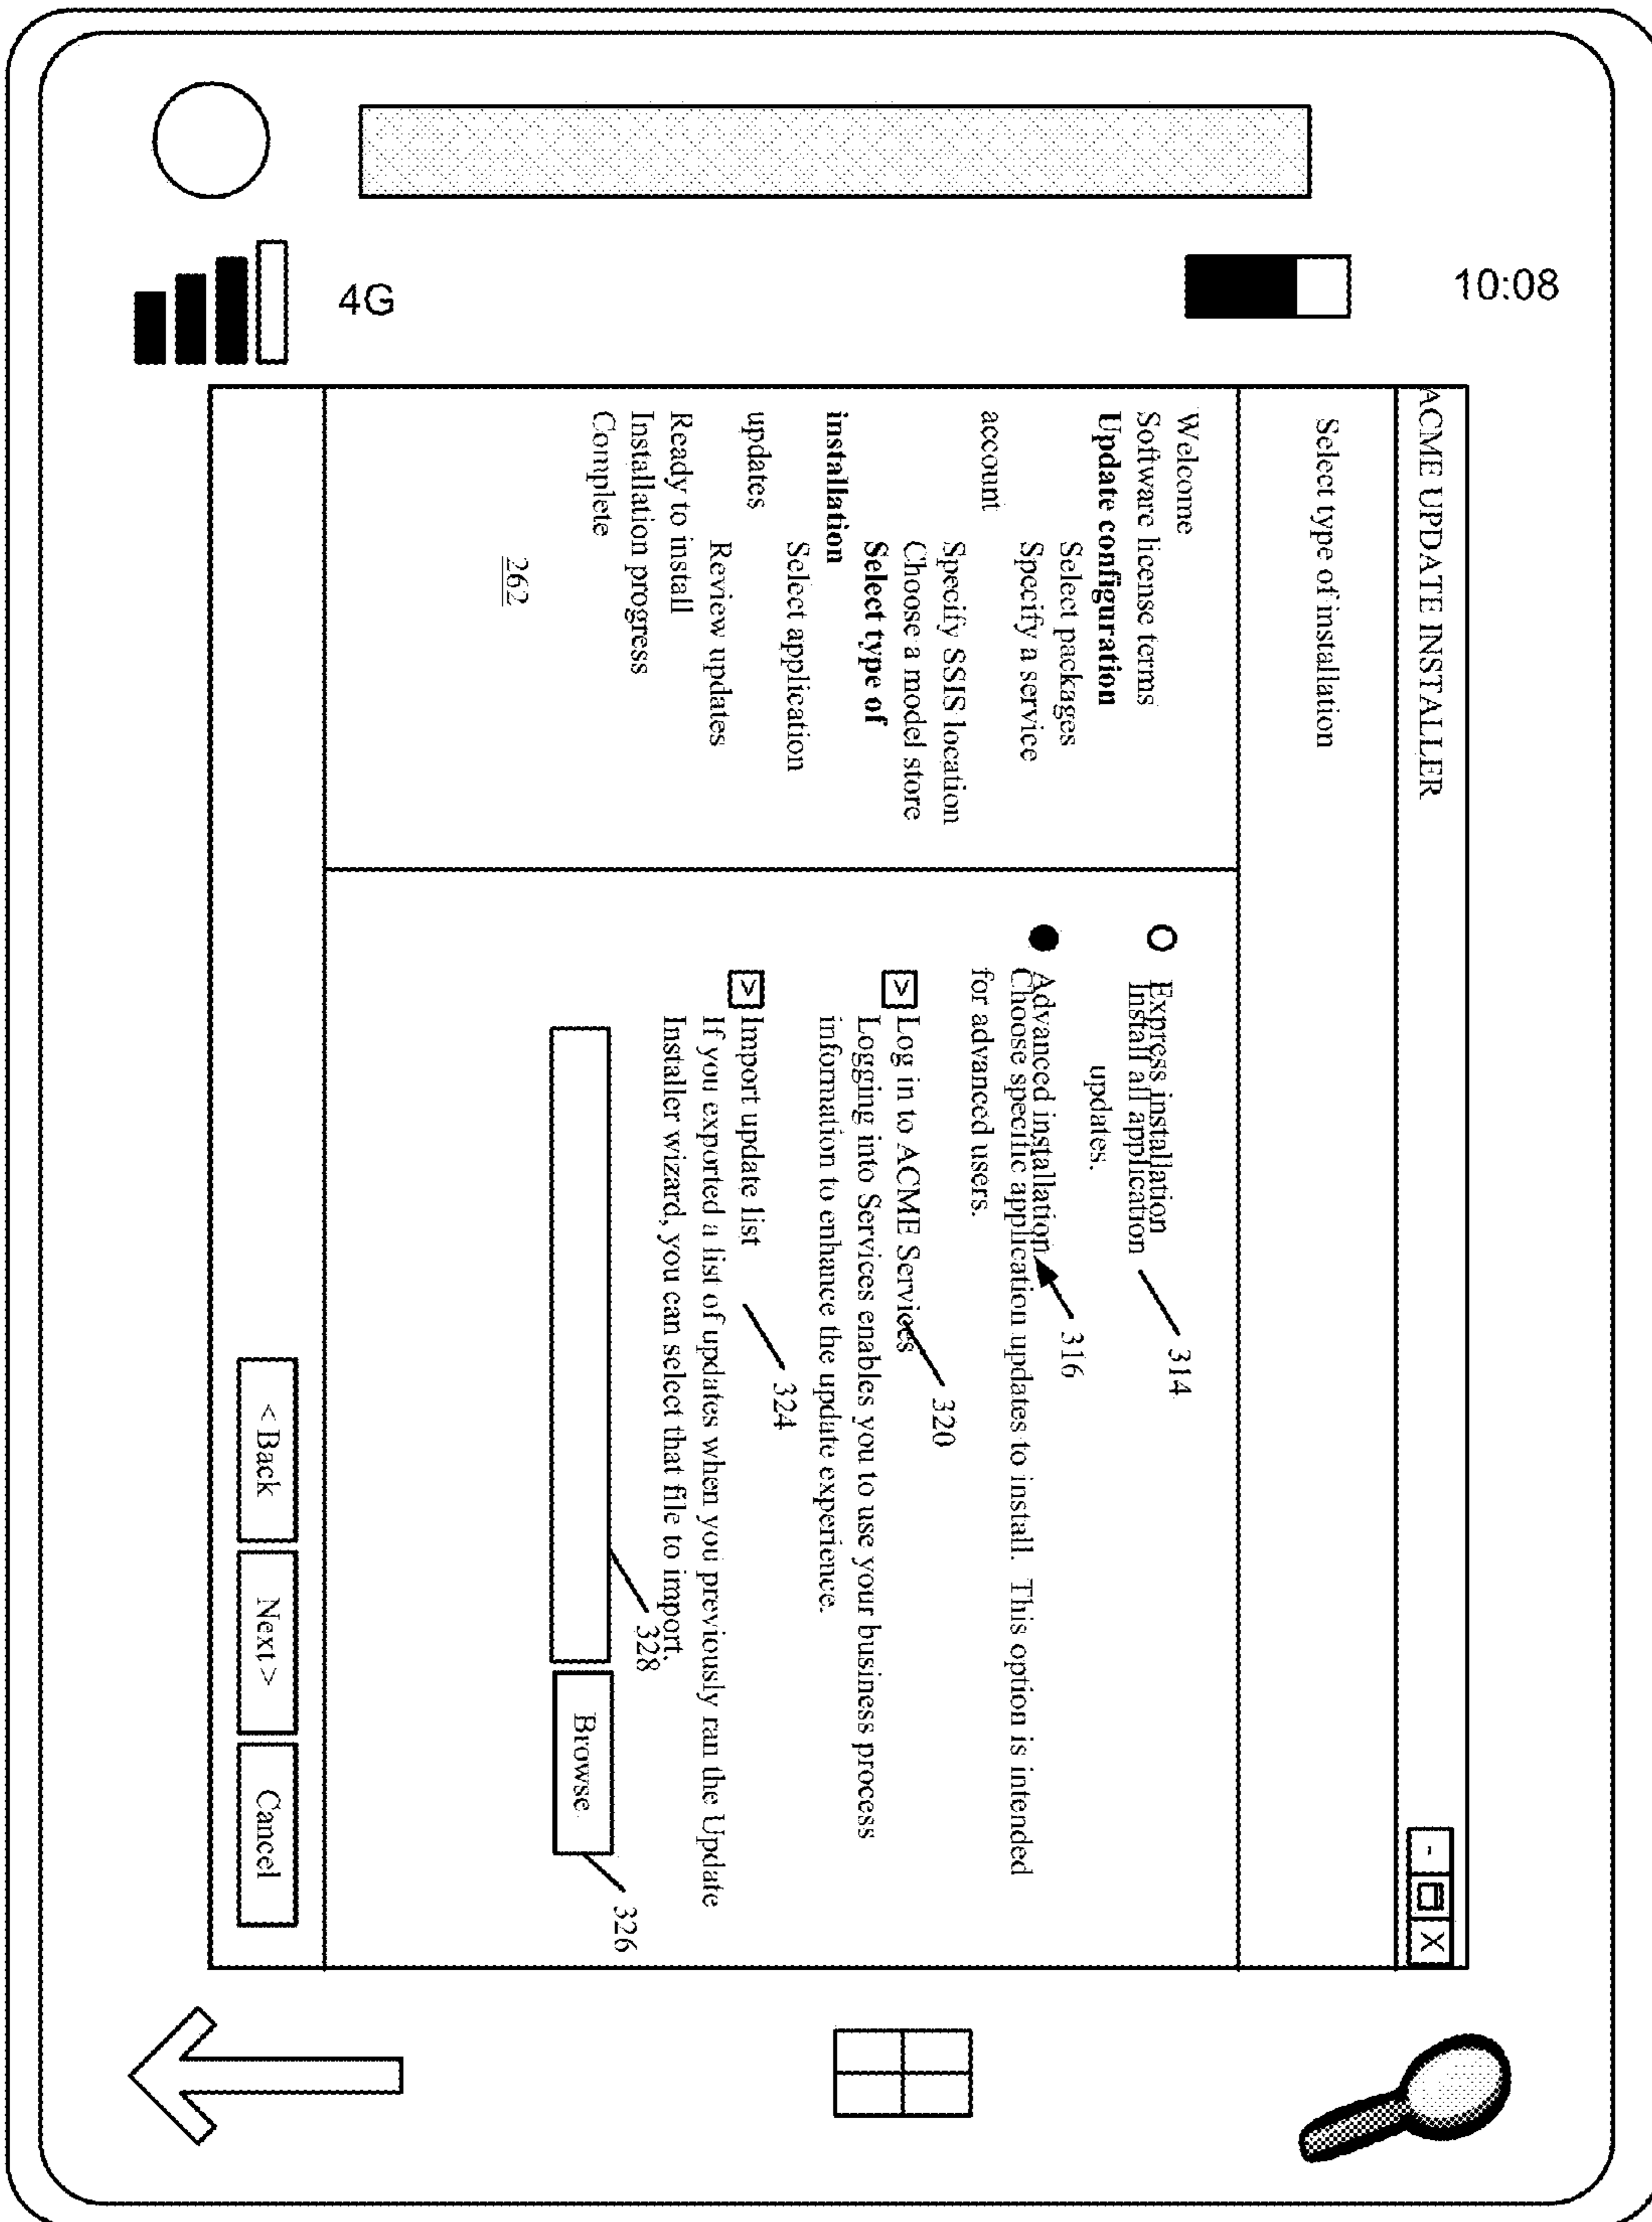 4G
10:08
ACME UPDATE INSTALLER
- X
Select type of installation
Welcome
Software license terms
Update configuration
Select packages
Specify a service
account
Specify SSIS location
Choose a model store
Select type of
installation
Select application
updates
Review updates
Ready to install
Installation progress
Complete
262
Express installation
Install all application
updates.
314
Advanced installation
316
Choose specific application updates to install. This option is intended
for advanced users.
> Log in to ACME Services
320
Logging into Services enables you to use your business process
information to enhance the update experience.
> Import update list
324
If you exported a list of updates when you previously ran the Update
Installer wizard, you can select that file to import.
328
Browse
326
< Back
Next >
Cancel